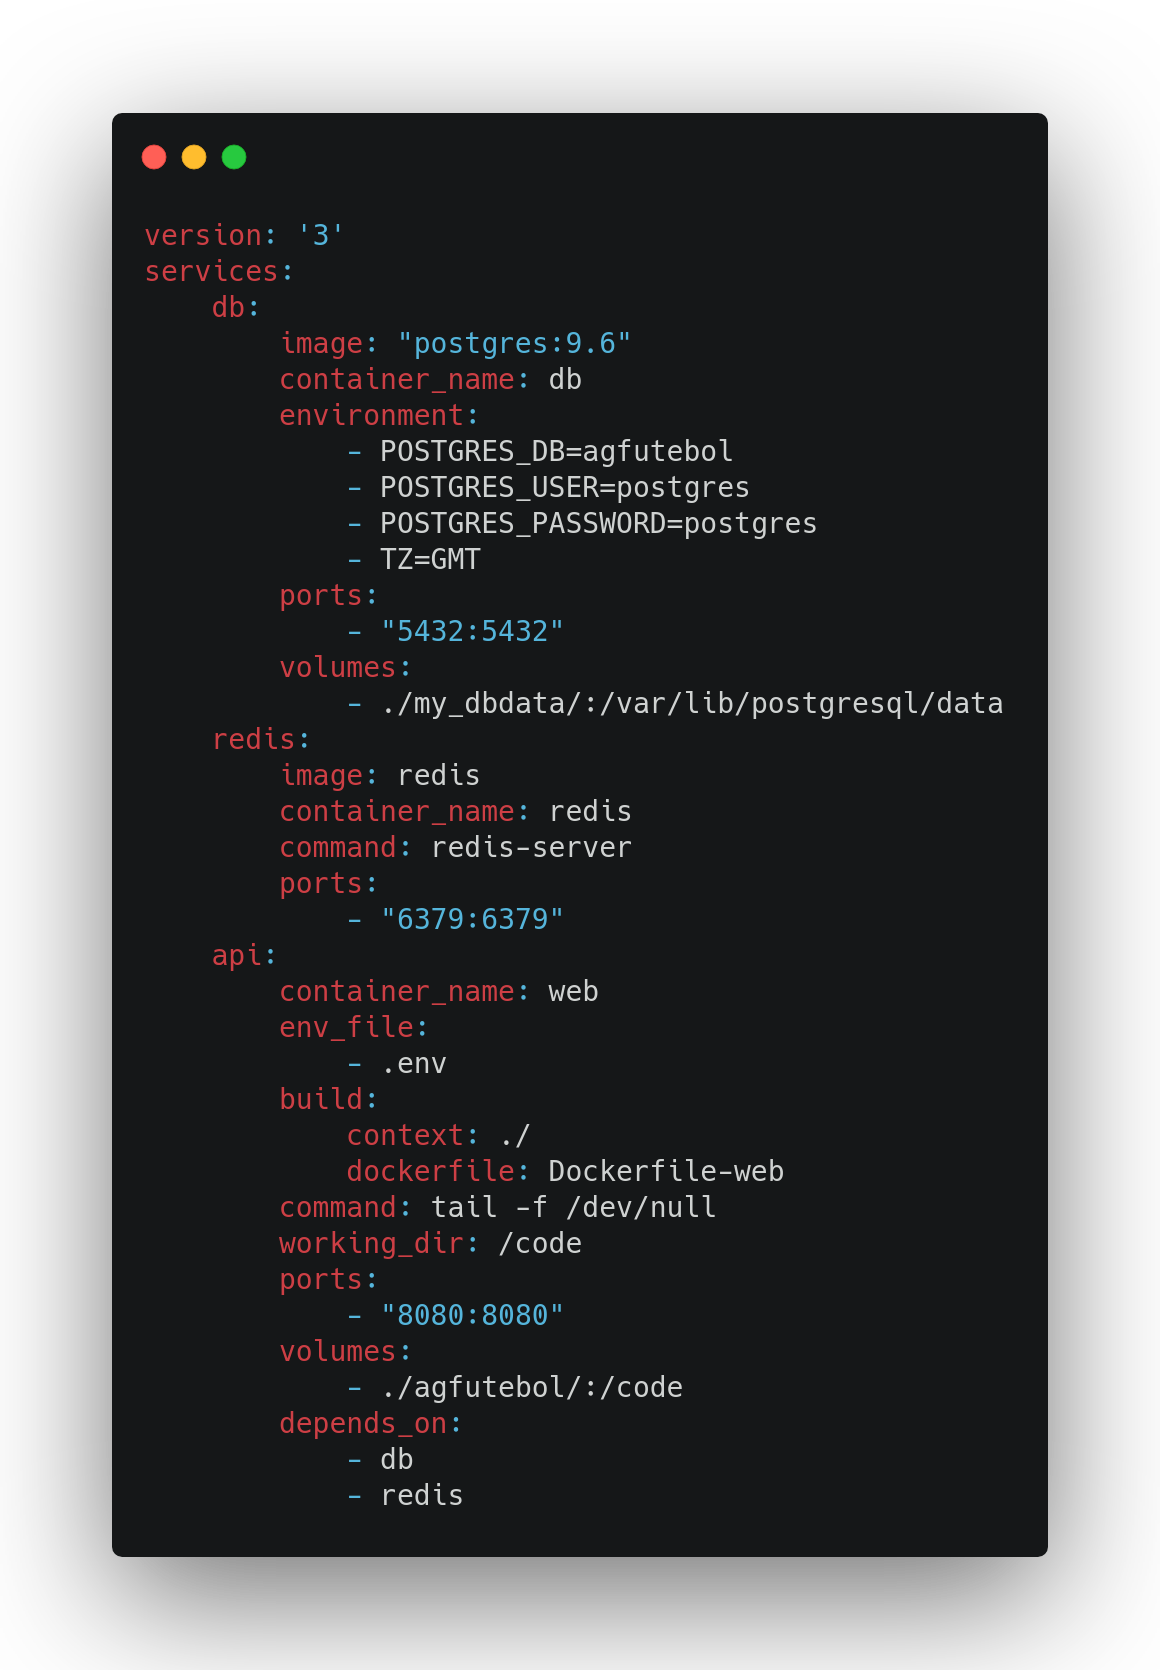 version: '3'
services:
    db:
        image: "postgres:9.6"
        container_name: db
        environment:
            - POSTGRES_DB=agfutebol
            - POSTGRES_USER=postgres
            - POSTGRES_PASSWORD=postgres
            - TZ=GMT
        ports:
            - "5432:5432"
        volumes:
            - ./my_dbdata/:/var/lib/postgresql/data
    redis:
        image: redis
        container_name: redis
        command: redis-server
        ports:
            - "6379:6379"
    api:
        container_name: web
        env_file:
            - .env
        build:
            context: ./
            dockerfile: Dockerfile-web
        command: tail -f /dev/null
        working_dir: /code
        ports:
            - "8080:8080"
        volumes:
            - ./agfutebol/:/code
        depends_on:
            - db
            - redis